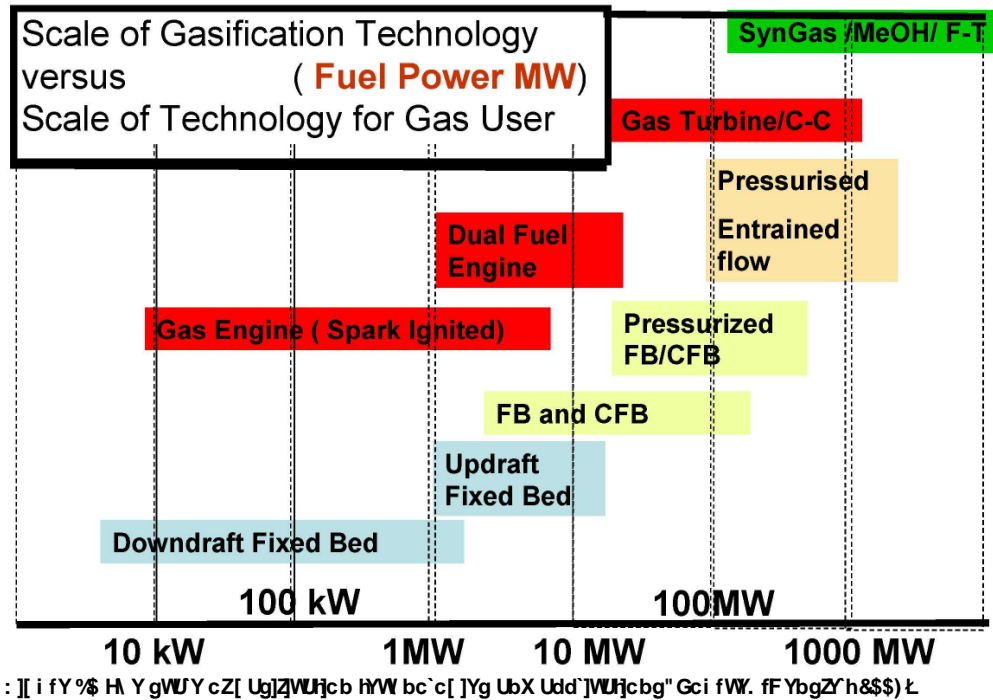 Scale of Gasification Technology
versus ( Fuel Power MW)
Scale of Technology for Gas User
SynGas /MeOH/ F-T
Gas Turbine/C-C
Pressurised
Entrained
flow
Dual Fuel
Engine
Gas Engine ( Spark Ignited)
Pressurized
FB/CFB
FB and CFB
Updraft
Fixed Bed
Downdraft Fixed Bed
100 kW 100MW
10 kW 1MW 10 MW 1000 MW